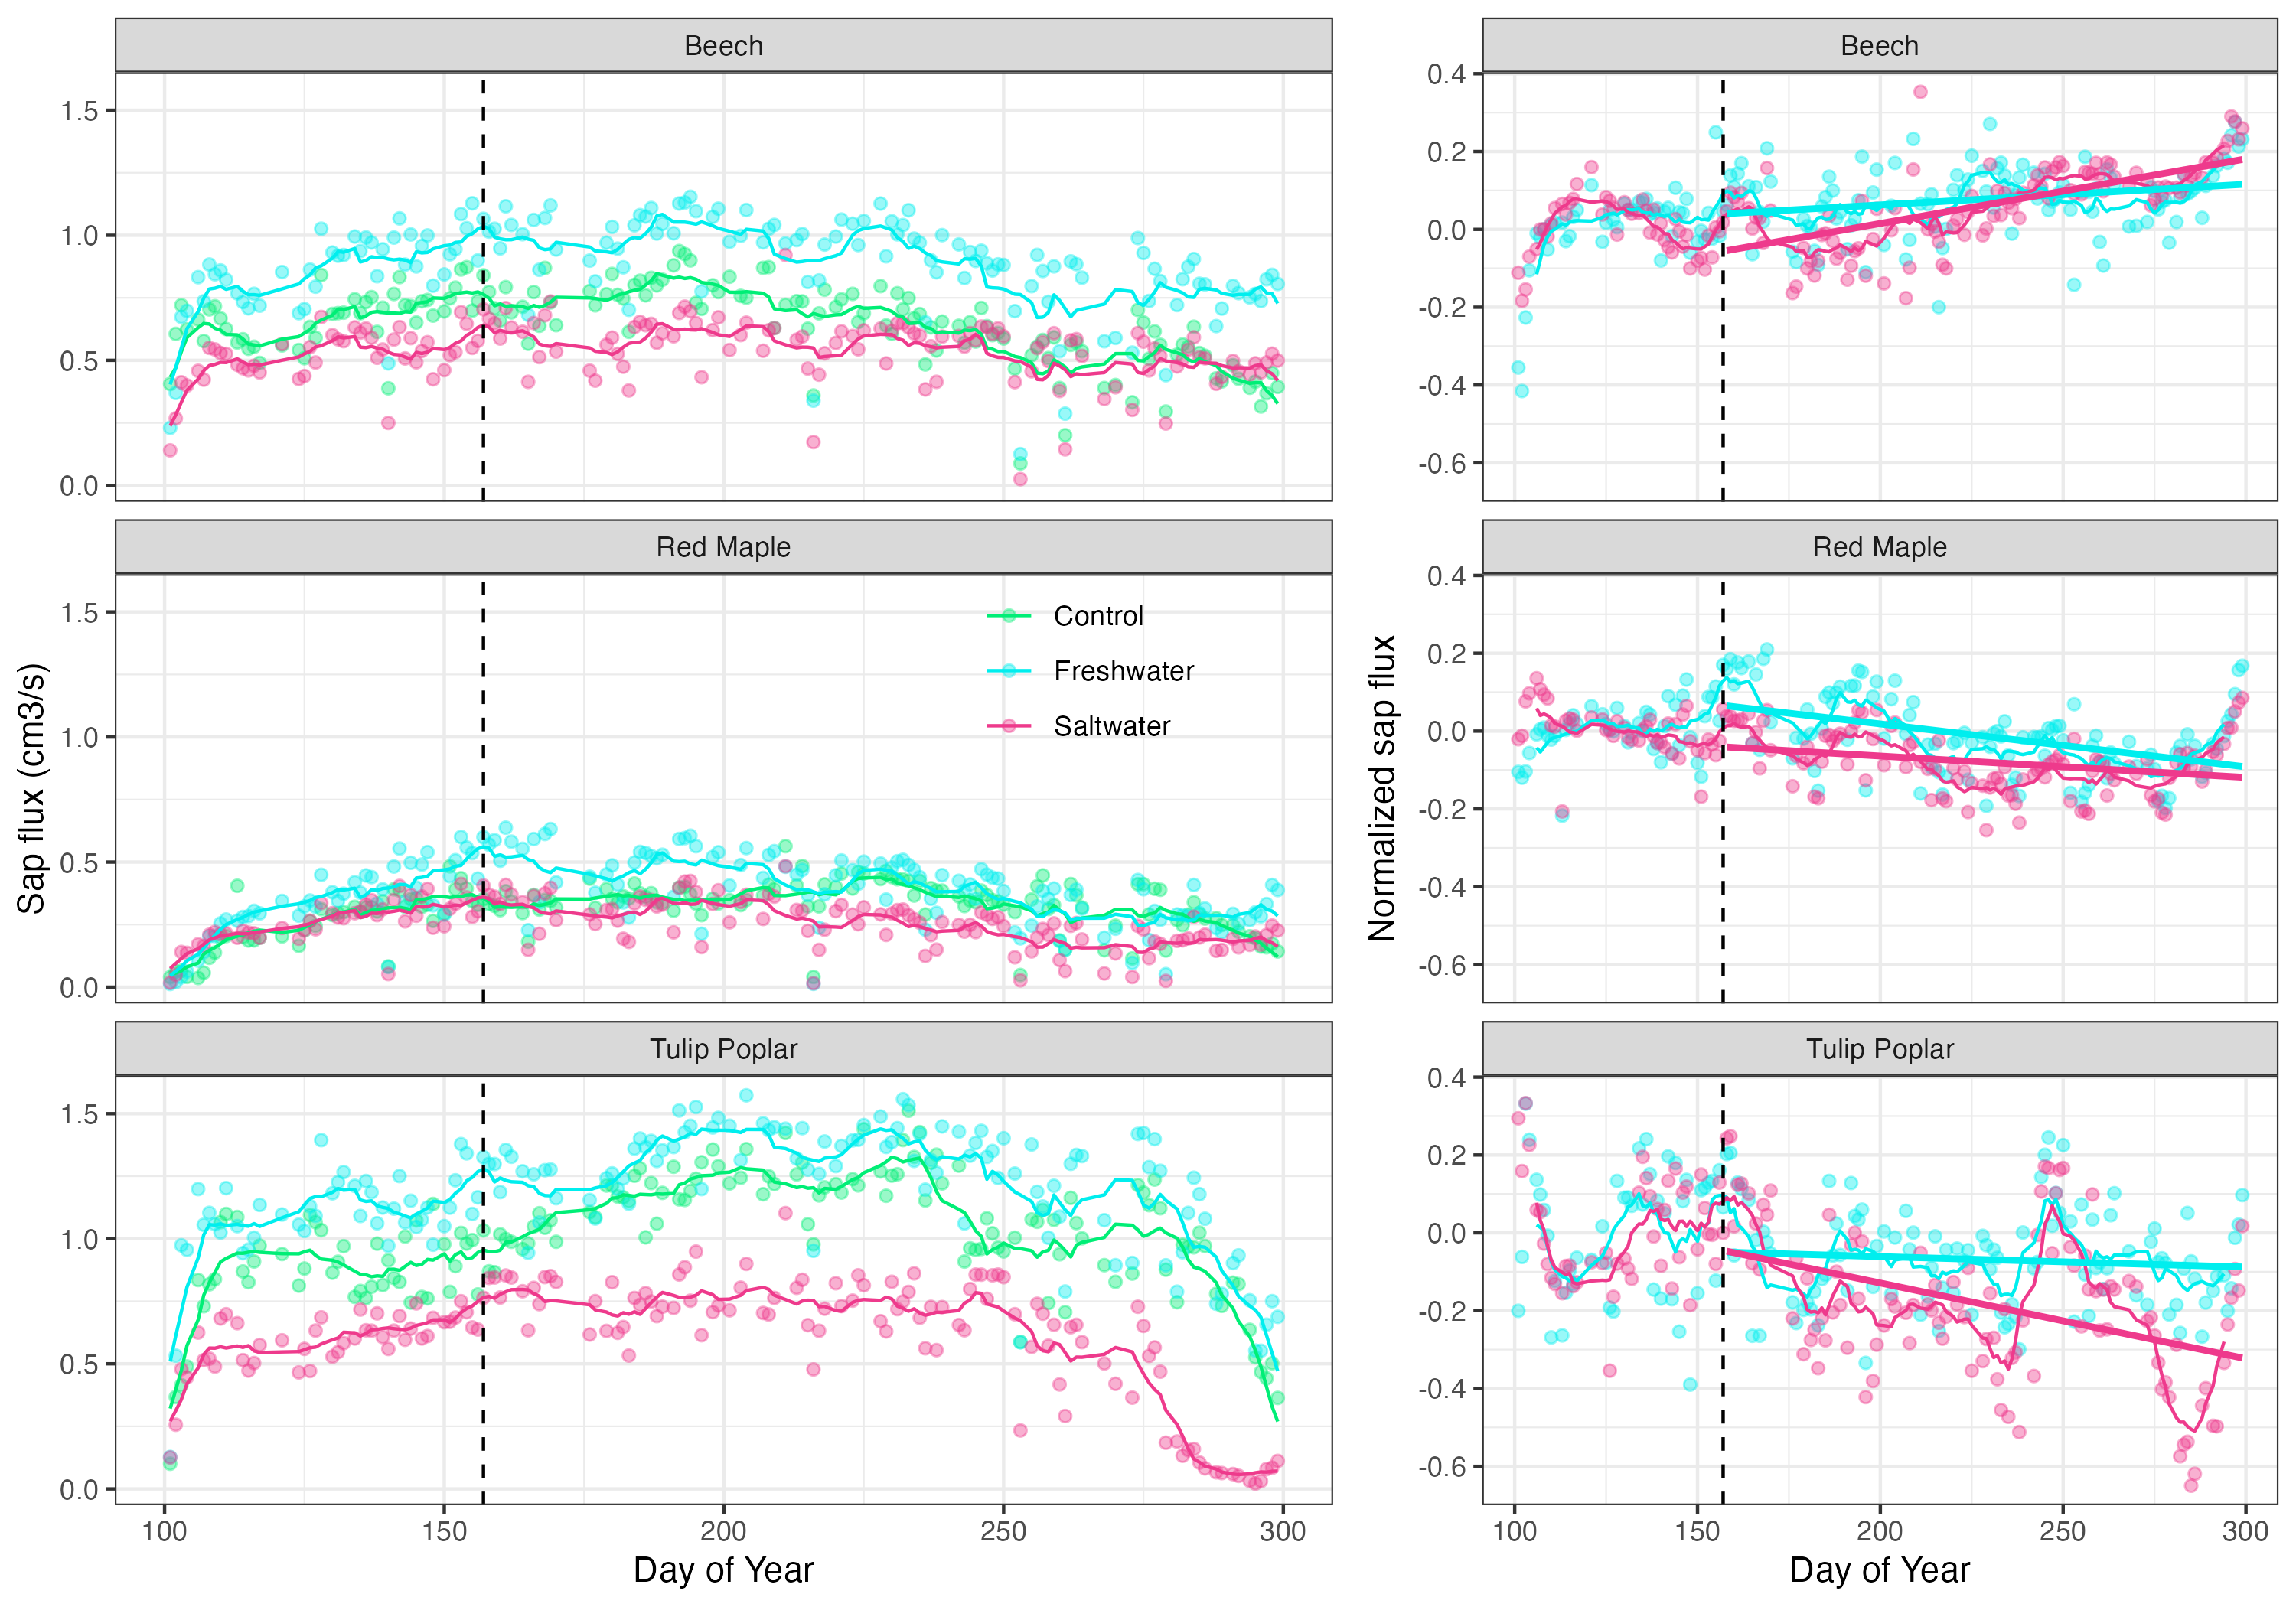 Beech
1.5
1.0
0.5
0.0
Red Maple
1.5
1.0
0.5
0.0
Control
Freshwater
Saltwater
Tulip Poplar
1.5
1.0
0.5
0.0
100 150 200 250 300
Day of Year
Sap flux (cm3/s)
Beech
0.4
0.2
0.0
-0.2
-0.4
-0.6
Red Maple
0.4
0.2
0.0
-0.2
-0.4
-0.6
Tulip Poplar
0.4
0.2
0.0
-0.2
-0.4
-0.6
100 150 200 250 300
Day of Year
Normalized sap flux